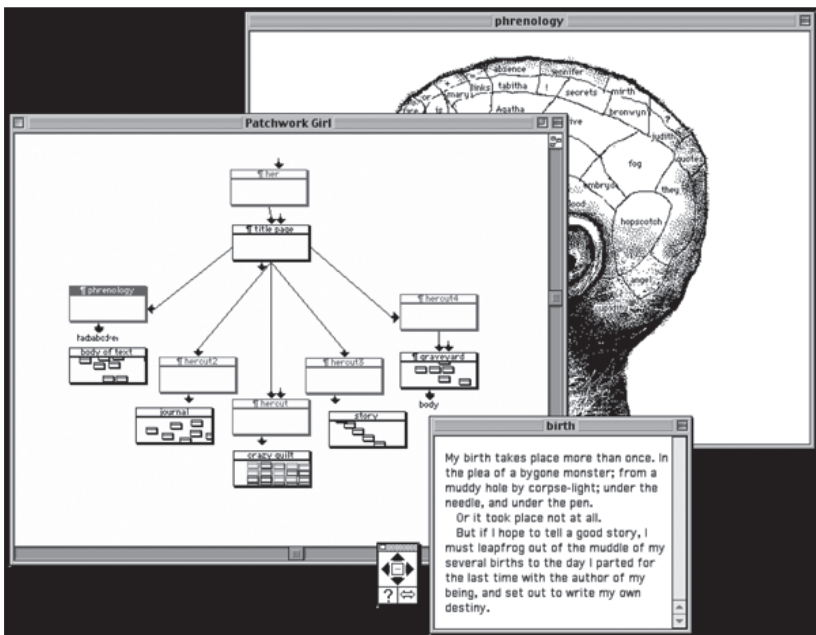 phrenology
absence
jennifer
links
tabitha
!
secrets
mirth
or
mary
is
Agatha
bronwyn
?
judith
fog
quotes
they
hopscotch
angel
Patchwork Girl
¶ her
¶ title page
¶ phrenology
¶ hercut4
body of text
¶ hercut2
¶ hercut3
¶ graveyard
journal
¶ hercut
story
body
crazy quilt
birth
My birth takes place more than once. In
the plea of a bygone monster; from a
muddy hole by corpse-light; under the
needle, and under the pen.
Or it took place not at all.
But if I hope to tell a good story, I
must leapfrog out of the muddle of my
several births to the day I parted for
the last time with the author of my
being, and set out to write my own
destiny.
?